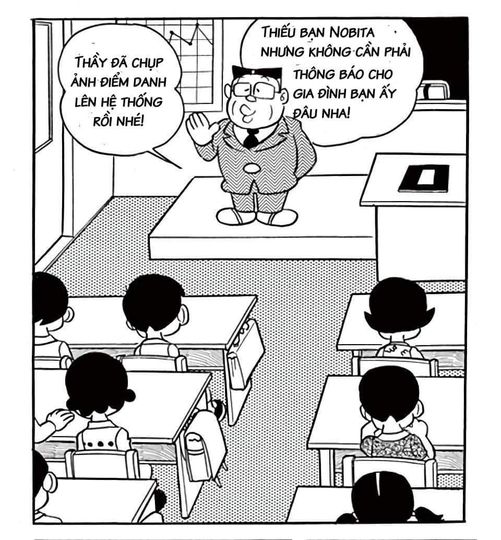 THẦY ĐÃ CHỤP
ẢNH ĐIỂM DANH
LÊN HỆ THỐNG
RỒI NHÉ!
THIẾU BẠN NOBITA
NHƯNG KHÔNG CẦN PHẢI
THÔNG BÁO CHO
GIA ĐÌNH BẠN ẤY
ĐÂU NHA!